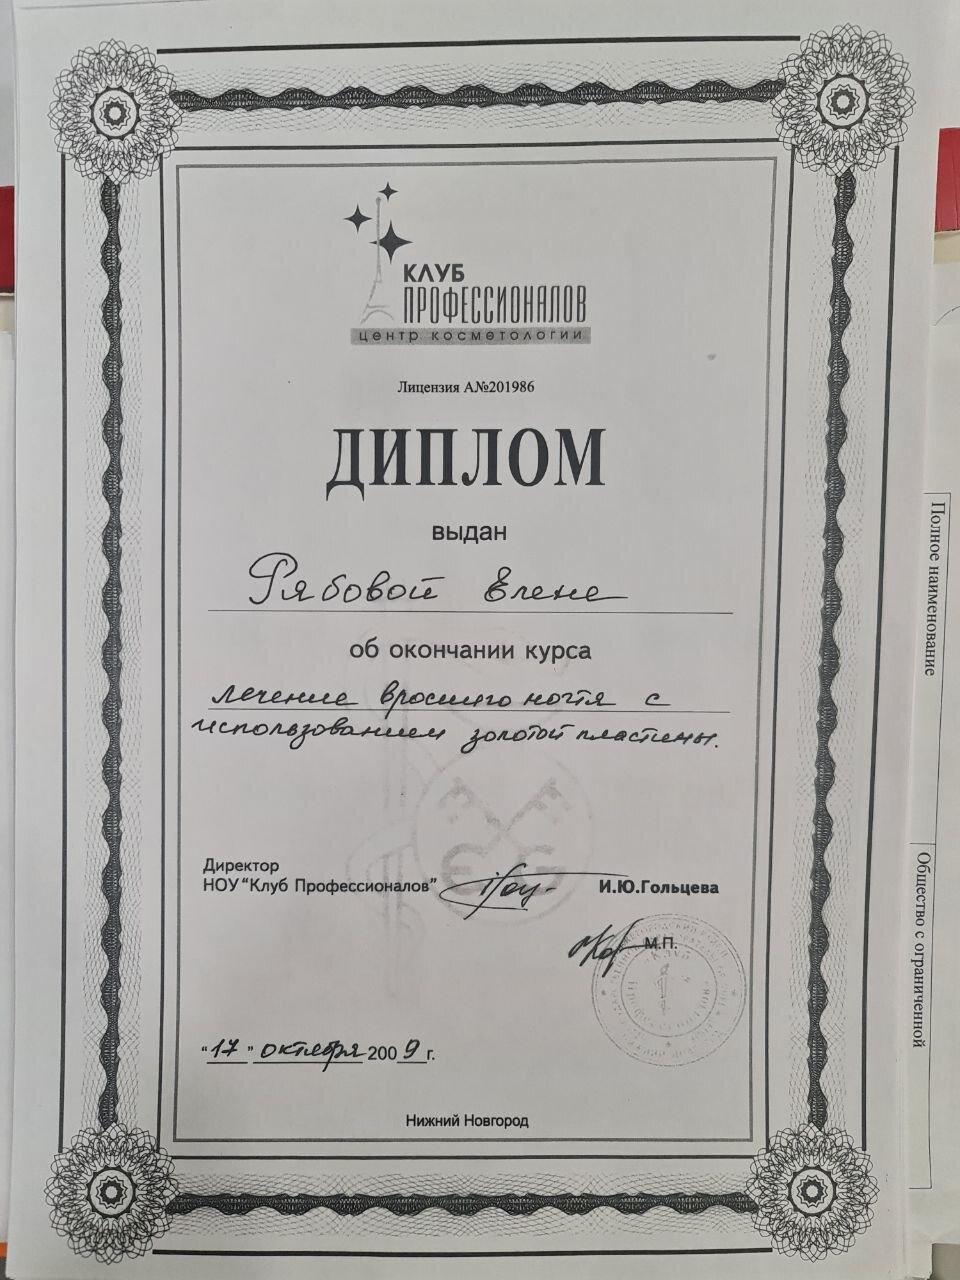 КЛУБ
ПРОФЕССИОНАЛОВ
центр косметологии
Лицензия А№201986
ДИПЛОМ
выдан
Рябовой Елене
об окончании курса
лечение вросшего ногтя с
использованием золотой пластины.
Директор
НОУ “Клуб Профессионалов” И.Ю.Гольцева
М.П.
“17” октября 2009 г.
Нижний Новгород
Полное наименование
Общество с ограниченной